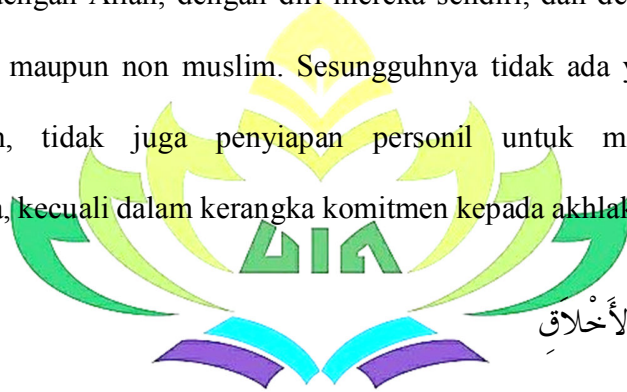 dengan Allah, dengan diri mereka sendiri, dan de
maupun non muslim. Sesungguhnya tidak ada y
tidak juga penyiapan personil untuk m
kecuali dalam kerangka komitmen kepada akhlak
UIN
الأَخْلاَقِ